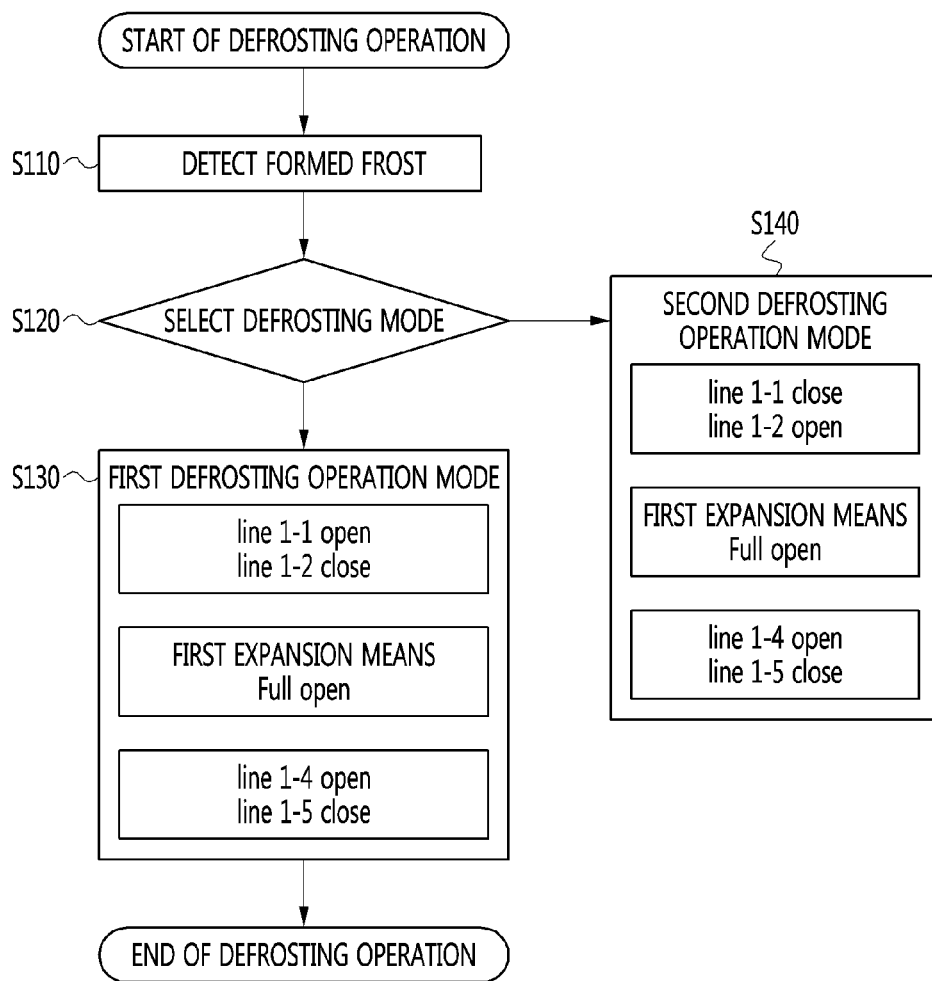 START OF DEFROSTING OPERATION
S110
DETECT FORMED FROST
S120
SELECT DEFROSTING MODE
S130
FIRST DEFROSTING OPERATION MODE
line 1-1 open
line 1-2 close
FIRST EXPANSION MEANS
Full open
line 1-4 open
line 1-5 close
S140
SECOND DEFROSTING
OPERATION MODE
line 1-1 close
line 1-2 open
FIRST EXPANSION MEANS
Full open
line 1-4 open
line 1-5 close
END OF DEFROSTING OPERATION